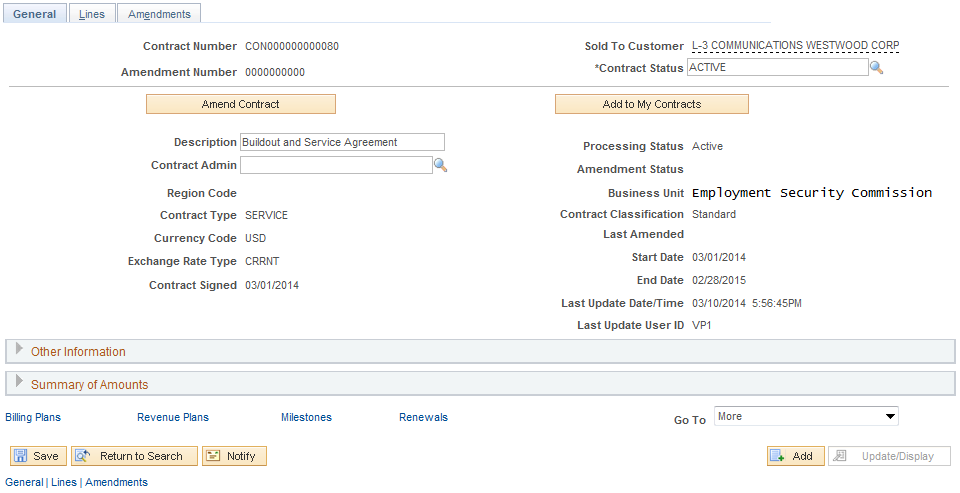 General Lines Amendments
Contract Number CON000000000080 Sold To Customer L-3 COMMUNICATIONS WESTWOOD CORP
Amendment Number 0000000000 *Contract Status ACTIVE
Amend Contract Add to My Contracts
Description Buildout and Service Agreement Processing Status Active
Contract Admin Amendment Status
Region Code Business Unit Employment Security Commission
Contract Type SERVICE Contract Classification Standard
Currency Code USD Last Amended
Exchange Rate Type CRRNT Start Date 03/01/2014
Contract Signed 03/01/2014 End Date 02/28/2015
Last Update Date/Time 03/10/2014 5:56:45PM
Last Update User ID VP1
Other Information
Summary of Amounts
Billing Plans Revenue Plans Milestones Renewals Go To More
Save Return to Search Notify Add Update/Display
General | Lines | Amendments